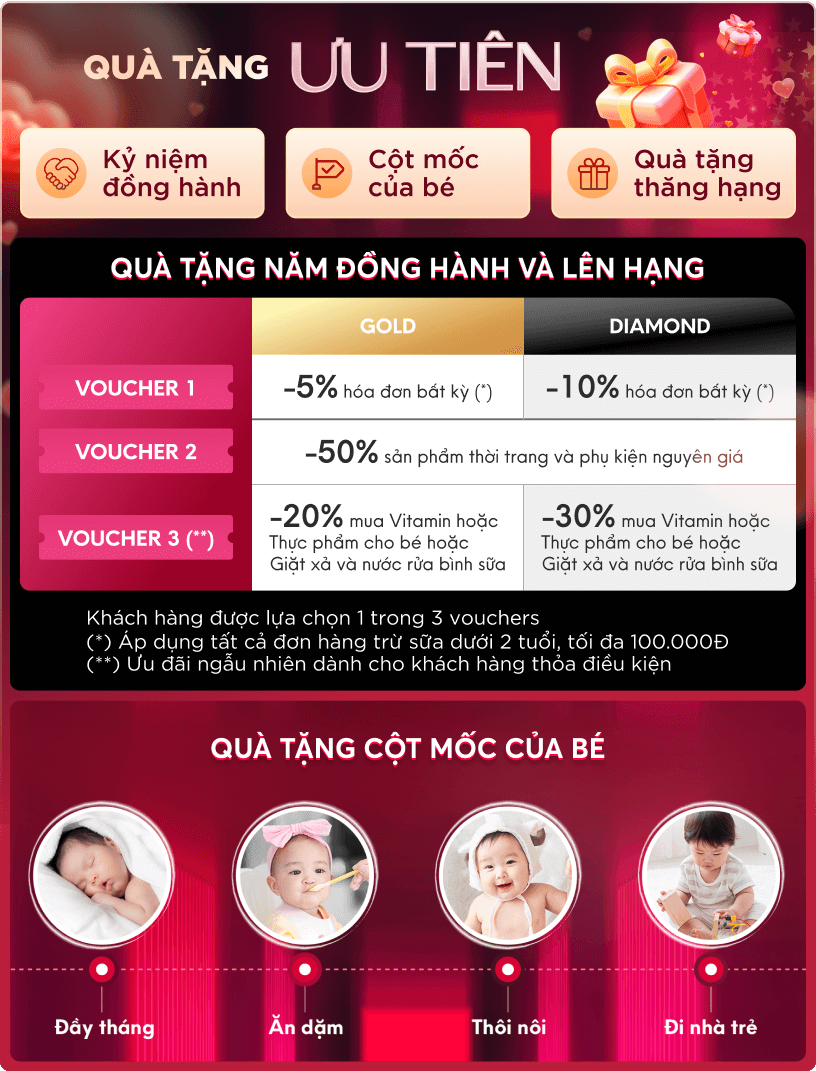 QUÀ TẶNG ƯU TIÊN
Kỷ niệm
đồng hành
Cột mốc
của bé
Quà tặng
thăng hạng
QUÀ TẶNG NĂM ĐỒNG HÀNH VÀ LÊN HẠNG
GOLD
DIAMOND
VOUCHER 1
-5% hóa đơn bất kỳ (*)
-10% hóa đơn bất kỳ (*)
VOUCHER 2
-50% sản phẩm thời trang và phụ kiện nguyên giá
VOUCHER 3 (**)
-20% mua Vitamin hoặc
Thực phẩm cho bé hoặc
Giặt xả và nước rửa bình sữa
-30% mua Vitamin hoặc
Thực phẩm cho bé hoặc
Giặt xả và nước rửa bình sữa
Khách hàng được lựa chọn 1 trong 3 vouchers
(*) Áp dụng tất cả đơn hàng trừ sữa dưới 2 tuổi, tối đa 100.000Đ
(**) Ưu đãi ngẫu nhiên dành cho khách hàng thỏa điều kiện
QUÀ TẶNG CỘT MỐC CỦA BÉ
Đầy tháng
Ăn dặm
Thôi nôi
Đi nhà trẻ